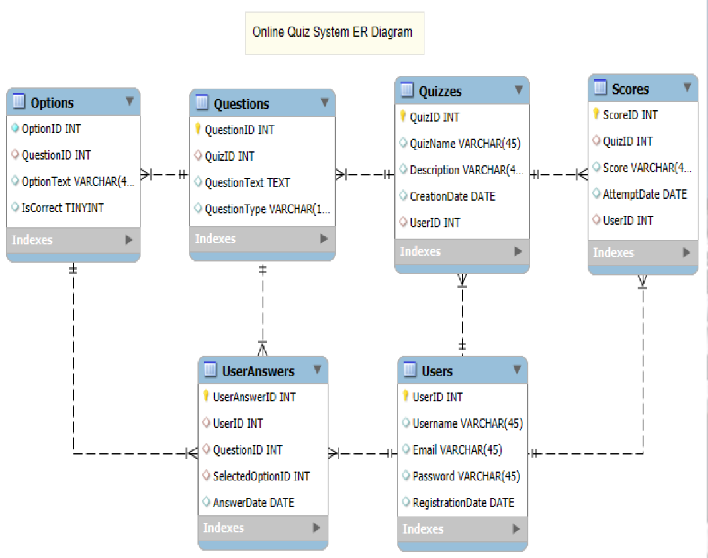 Online Quiz System ER Diagram
Options
OptionID INT
QuestionID INT
OptionText VARCHAR(4...
IsCorrect TINYINT
Indexes
Questions
QuestionID INT
QuizID INT
QuestionText TEXT
QuestionType VARCHAR(1...
Indexes
Quizzes
QuizID INT
QuizName VARCHAR(45)
Description VARCHAR(4...
CreationDate DATE
UserID INT
Indexes
Scores
ScoreID INT
QuizID INT
Score VARCHAR(4...
AttemptDate DATE
UserID INT
Indexes
UserAnswers
UserAnswerID INT
UserID INT
QuestionID INT
SelectedOptionID INT
AnswerDate DATE
Indexes
Users
UserID INT
Username VARCHAR(45)
Email VARCHAR(45)
Password VARCHAR(45)
RegistrationDate DATE
Indexes